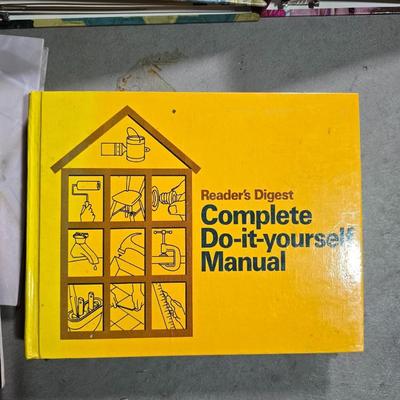 Reader's Digest
Complete
Do-it-yourself
Manual